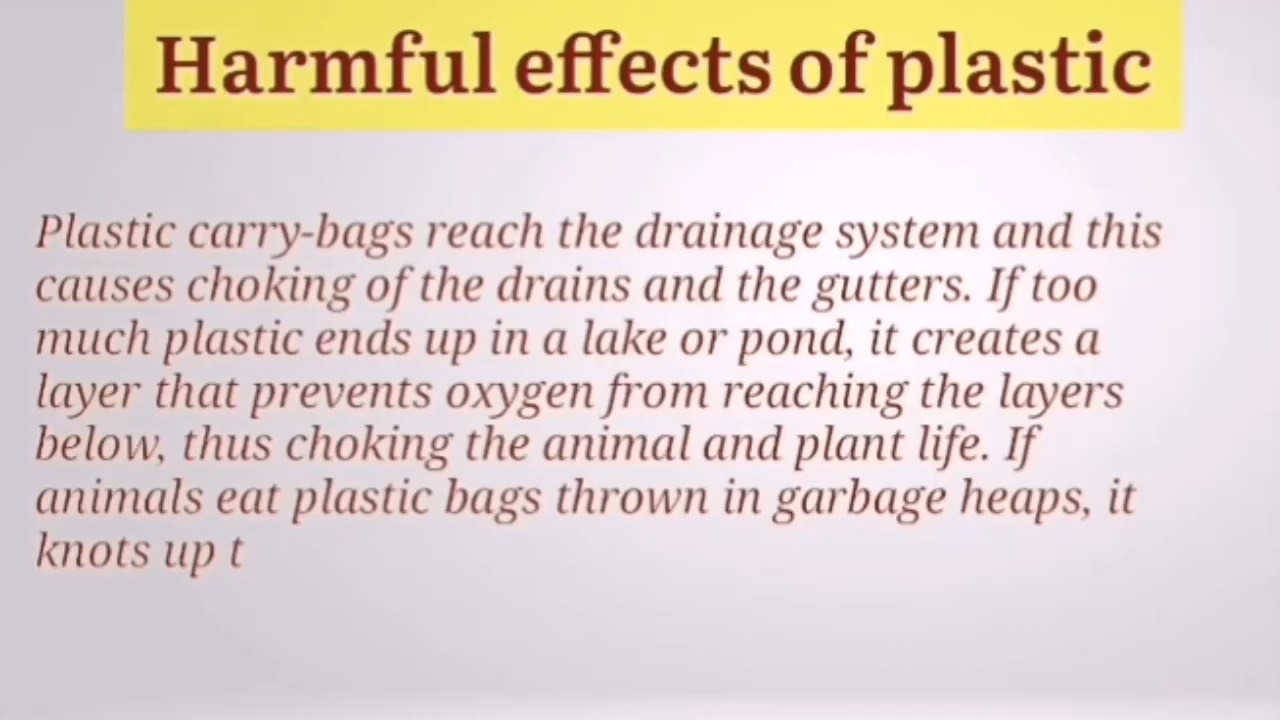 Harmful effects of plastic
Plastic carry-bags reach the drainage system and this
causes choking of the drains and the gutters. If too
much plastic ends up in a lake or pond, it creates a
layer that prevents oxygen from reaching the layers
below, thus choking the animal and plant life. If
animals eat plastic bags thrown in garbage heaps, it
knots up t